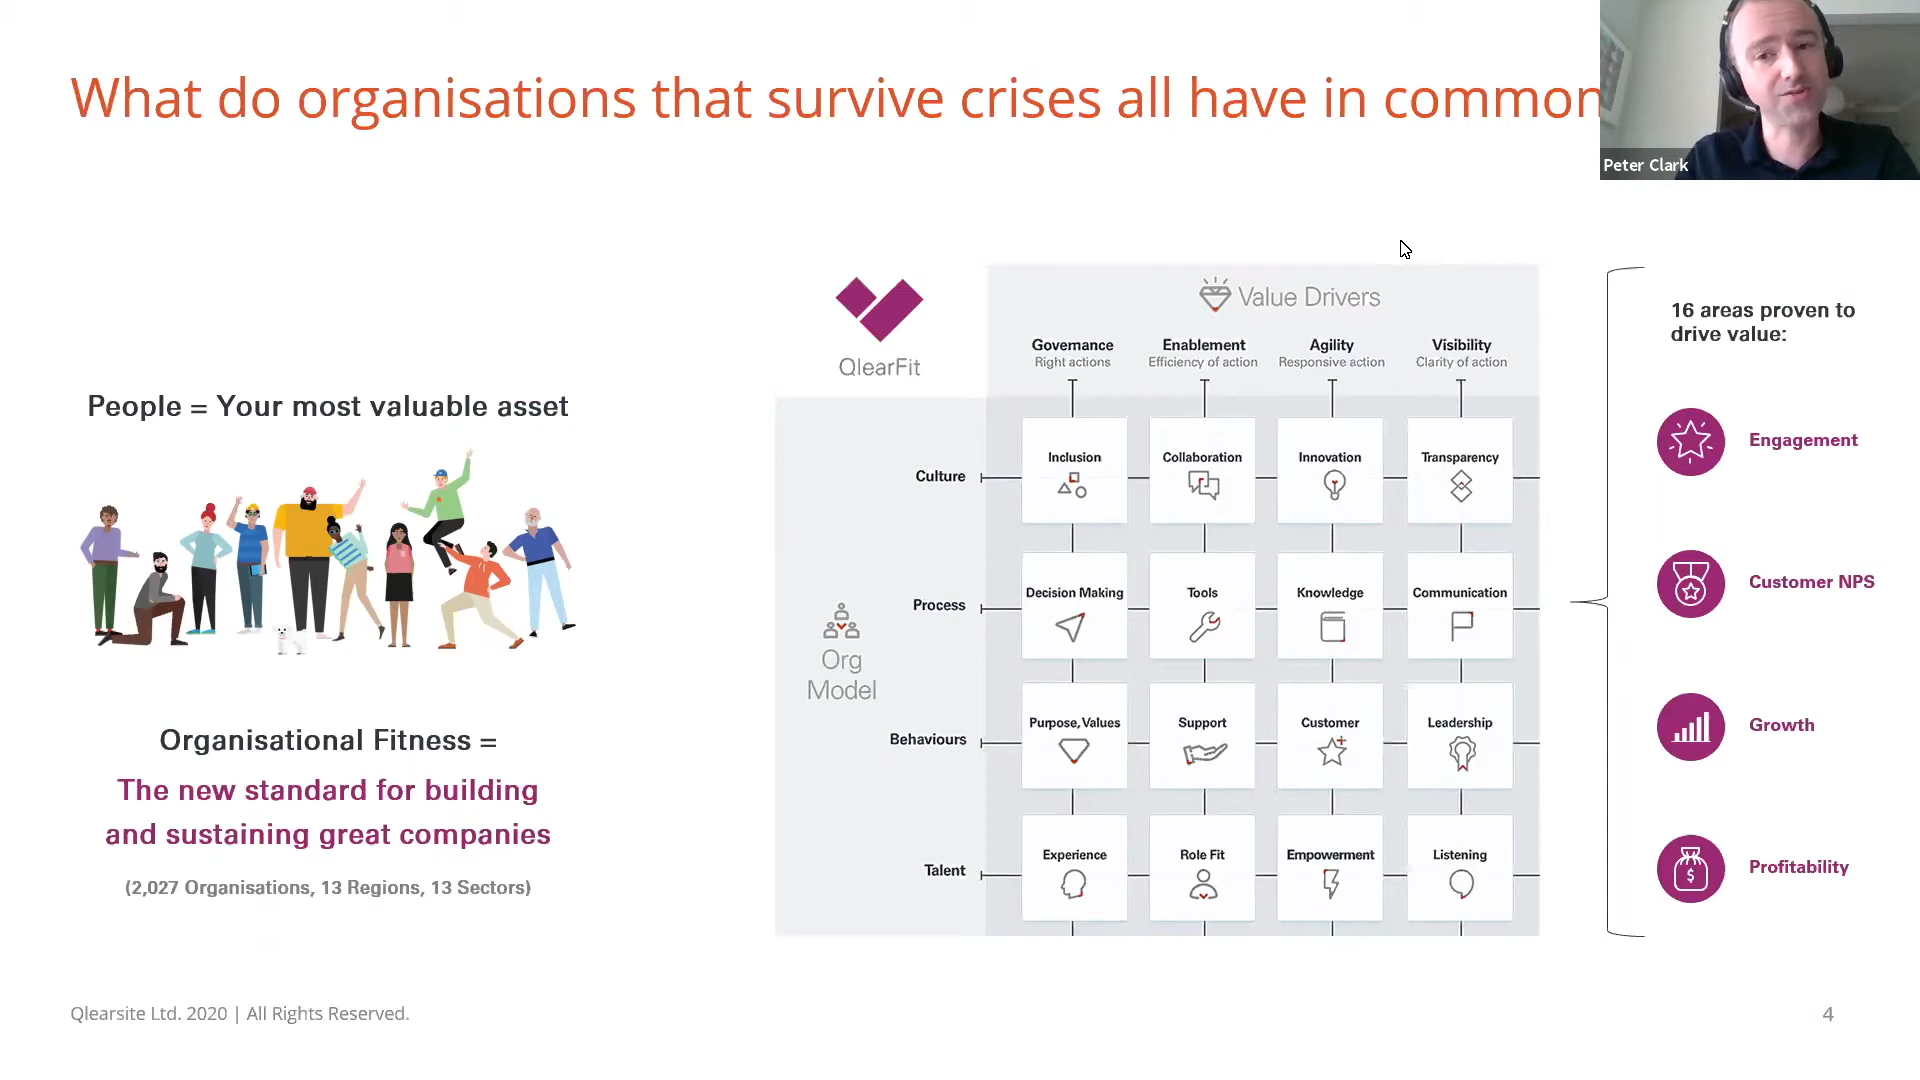 What do organisations that survive crises all have in common
Peter Clark
People = Your most valuable asset
Organisational Fitness =
The new standard for building
and sustaining great companies
(2,027 Organisations, 13 Regions, 13 Sectors)
QlearFit
Value Drivers
Governance Enablement Agility Visibility
Right actions Efficiency of action Responsive action Clarity of action
Org
Model
Culture Inclusion Collaboration Innovation Transparency
Process Decision Making Tools Knowledge Communication
Behaviours Purpose, Values Support Customer Leadership
Talent Experience Role Fit Empowerment Listening
16 areas proven to
drive value:
Engagement
Customer NPS
Growth
$
Profitability
Qlearsite Ltd. 2020 | All Rights Reserved.
4